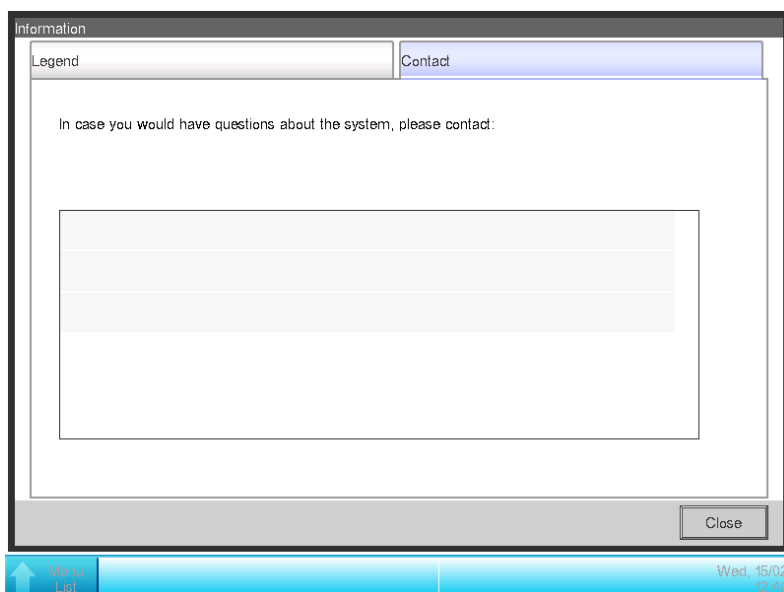 Information
Legend
Contact
In case you would have questions about the system, please contact:
Close
Menu
List
Wed, 15/02